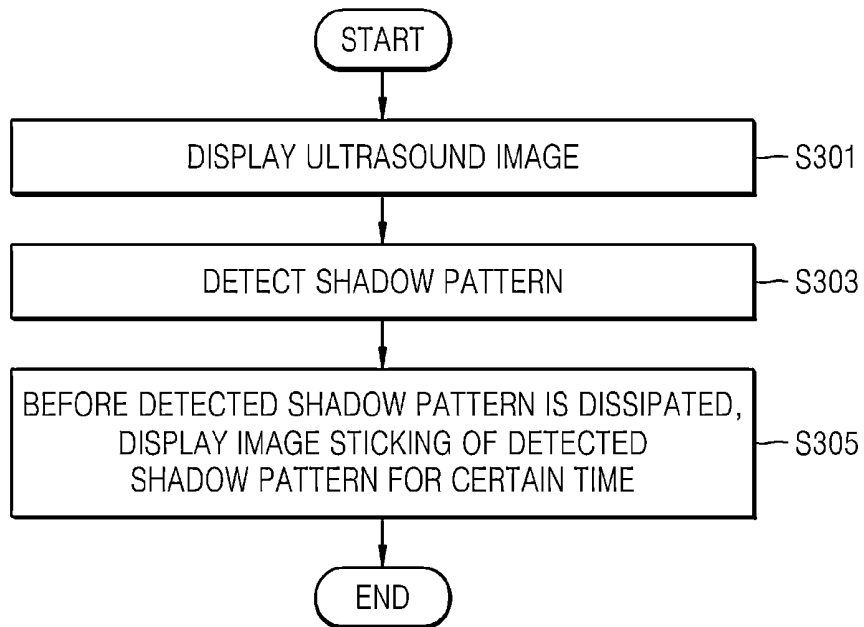 START
DISPLAY ULTRASOUND IMAGE
S301
DETECT SHADOW PATTERN
S303
BEFORE DETECTED SHADOW PATTERN IS DISSIPATED,
DISPLAY IMAGE STICKING OF DETECTED
SHADOW PATTERN FOR CERTAIN TIME
S305
END